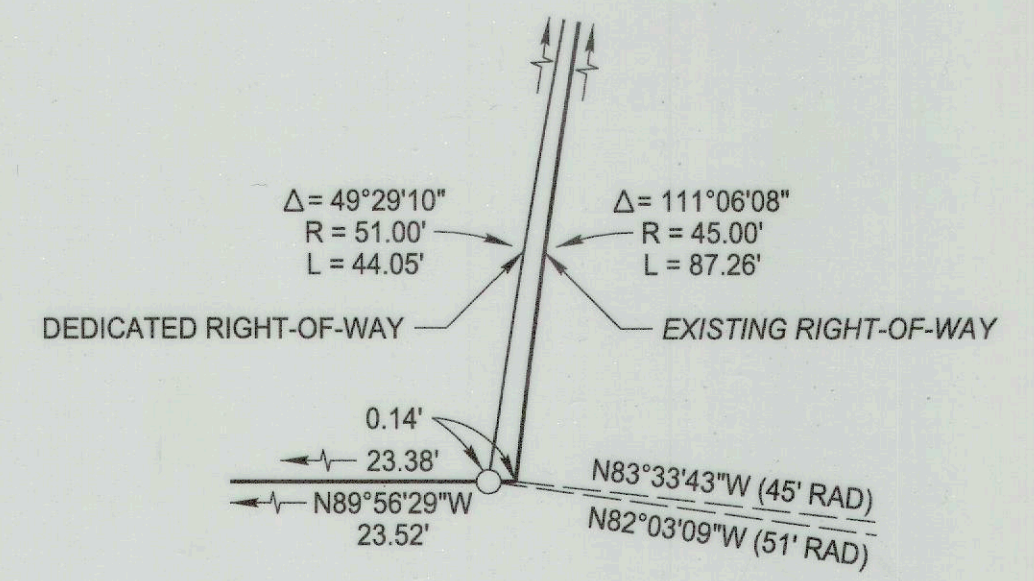 Δ= 49°29'10"
R = 51.00'
L = 44.05'
Δ= 111°06'08"
R = 45.00'
L = 87.26'
DEDICATED RIGHT-OF-WAY
EXISTING RIGHT-OF-WAY
0.14'
23.38'
N89°56'29"W
23.52'
N83°33'43"W (45' RAD)
N82°03'09"W (51' RAD)